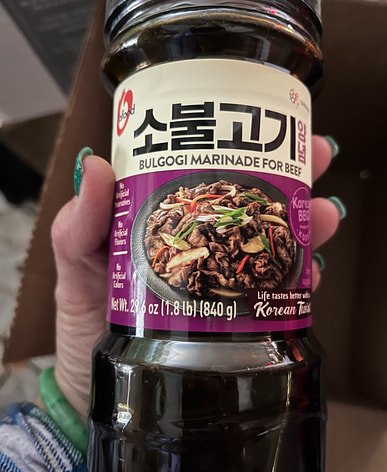 소불고기
양념
BULGOGI MARINADE FOR BEEF
No
Artificial
Preservatives
No
Artificial
Flavors
No
Artificial
Colors
Korean
BBQ
Net Wt. 29.6 oz (1.8 lb) (840 g)
Life tastes better with a
Korean Twist